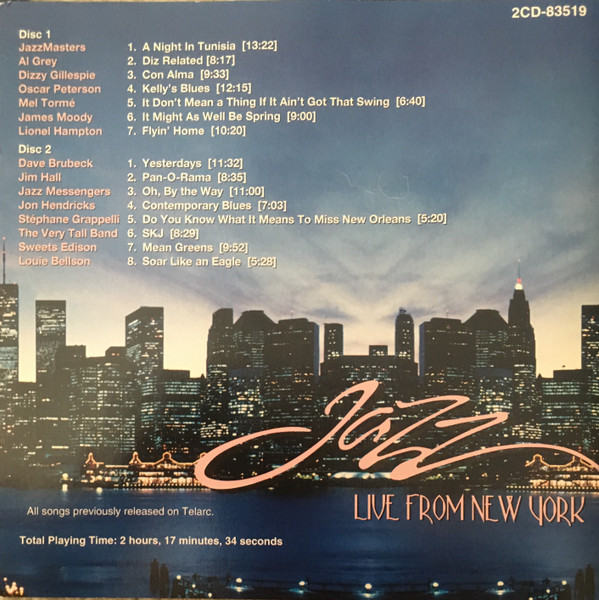 2CD-83519
Disc 1
JazzMasters 1. A Night In Tunisia [13:22]
Al Grey 2. Diz Related [8:17]
Dizzy Gillespie 3. Con Alma [9:33]
Oscar Peterson 4. Kelly's Blues [12:15]
Mel Tormé 5. It Don't Mean a Thing If It Ain't Got That Swing [6:40]
James Moody 6. It Might As Well Be Spring [9:00]
Lionel Hampton 7. Flyin' Home [10:20]
Disc 2
Dave Brubeck 1. Yesterdays [11:32]
Jim Hall 2. Pan-O-Rama [8:35]
Jazz Messengers 3. Oh, By the Way [11:00]
Jon Hendricks 4. Contemporary Blues [7:03]
Stéphane Grappelli 5. Do You Know What It Means To Miss New Orleans [5:20]
The Very Tall Band 6. SKJ [8:29]
Sweets Edison 7. Mean Greens [9:52]
Louie Bellson 8. Soar Like an Eagle [5:28]
Jazz
LIVE FROM NEW YORK
All songs previously released on Telarc.
Total Playing Time: 2 hours, 17 minutes, 34 seconds